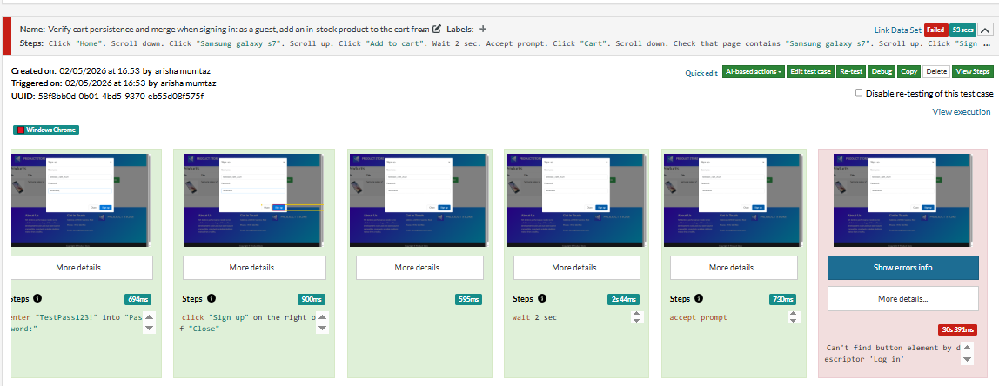 Name: Verify cart persistence and merge when signing in: as a guest, add an in-stock product to the cart from Labels: +
Link Data Set Failed 53secs
Steps: Click "Home". Scroll down. Click "Samsung galaxy s7". Scroll up. Click "Add to cart". Wait 2 sec. Accept prompt. Click "Cart". Scroll down. Check that page contains "Samsung galaxy s7". Scroll up. Click "Sign ...
Created on: 02/05/2026 at 16:53 by arisha mumtaz
Triggered on: 02/05/2026 at 16:53 by arisha mumtaz
UUID: 58f8bb0d-0b01-4bd5-9370-eb55d08f575f
Quick edit AI-based actions Edit test case Re-test Debug Copy Delete View Steps
Disable re-testing of this test case
View execution
Windows Chrome
More details... More details... More details... More details... More details... Show errors info
More details...
Steps 694ms Steps 900ms 595ms Steps 2s 44ms Steps 730ms
30s 391ms
enter "TestPass123!" into "Pas
word:"
click "Sign up" on the right o
f "Close"
wait 2 sec
accept prompt
Can't find button element by d
escriptor 'Log in'